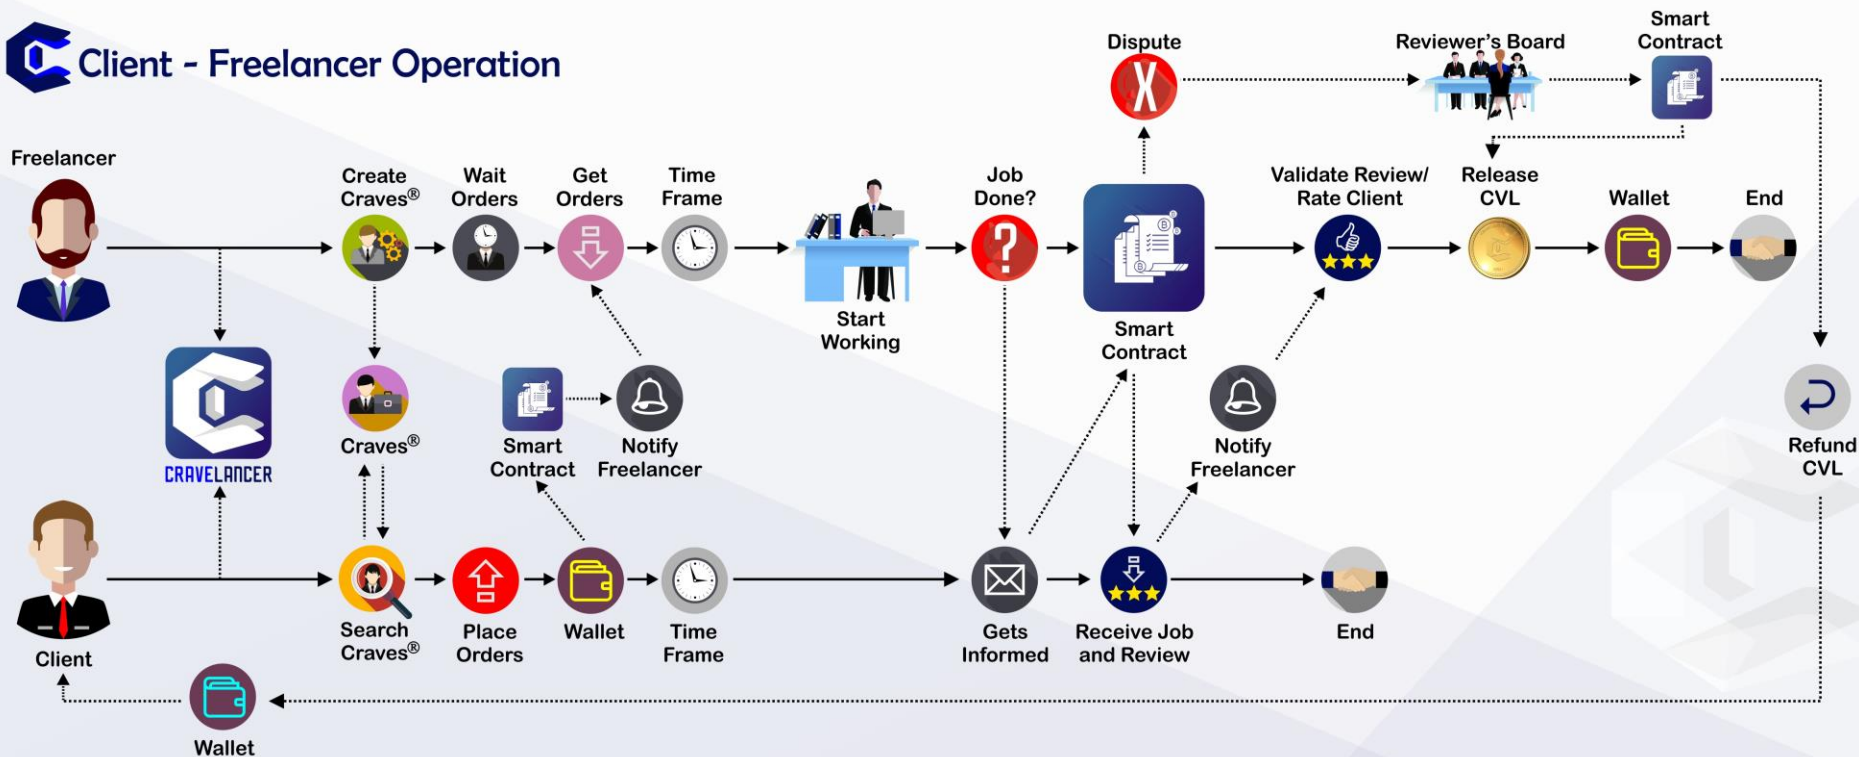 Client - Freelancer Operation
Dispute
Reviewer's Board
Smart
Contract
Freelancer
Create
Craves®
Wait
Orders
Get
Orders
Time
Frame
Start
Working
Job
Done?
Smart
Contract
Validate Review/
Rate Client
Release
CVL
Wallet
End
CRAVELANCER
Craves®
Smart
Contract
Notify
Freelancer
Notify
Freelancer
Refund
CVL
Client
Search
Craves®
Place
Orders
Wallet
Time
Frame
Gets
Informed
Receive Job
and Review
End
Wallet